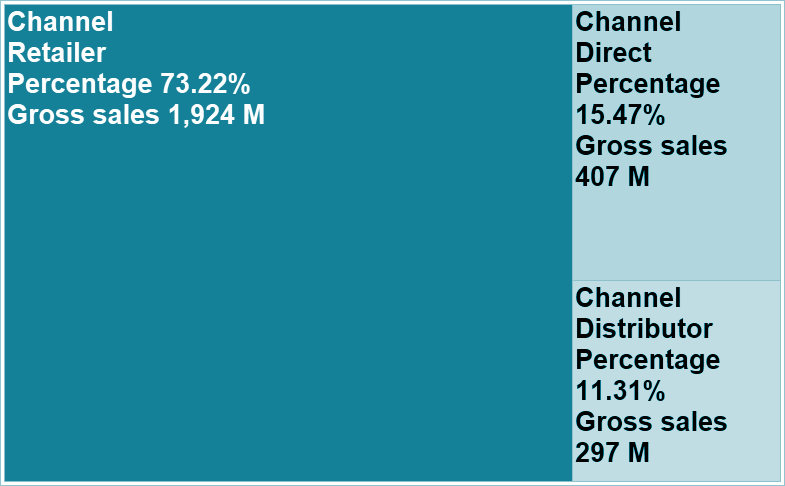 Channel
Retailer
Percentage 73.22%
Gross sales 1,924 M
Channel
Direct
Percentage
15.47%
Gross sales
407 M
Channel
Distributor
Percentage
11.31%
Gross sales
297 M